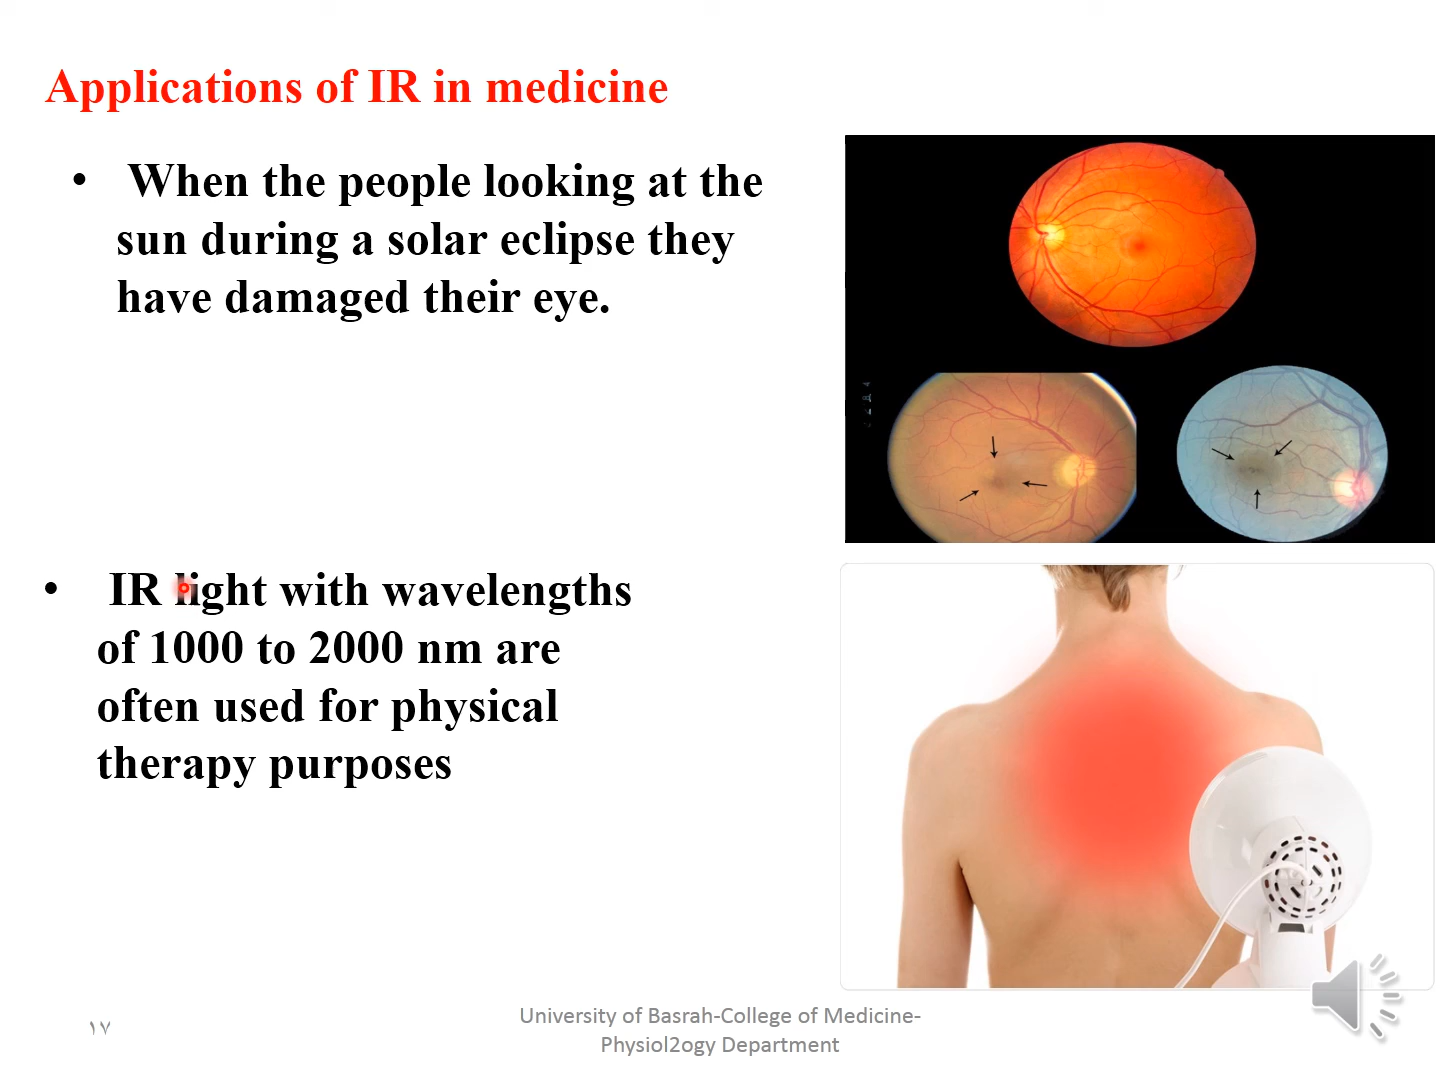 Applications of IR in medicine
• When the people looking at the
sun during a solar eclipse they
have damaged their eye.
• IR light with wavelengths
of 1000 to 2000 nm are
often used for physical
therapy purposes
١٧
University of Basrah-College of Medicine-
Physiol2ogy Department